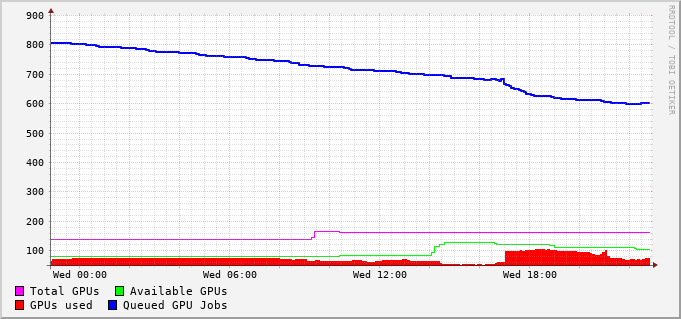 900
800
700
600
500
400
300
200
100
Wed 00:00 Wed 06:00 Wed 12:00 Wed 18:00
Total GPUs Available GPUs
GPUs used Queued GPU Jobs
RRDTOOL / TOBI OETIKER